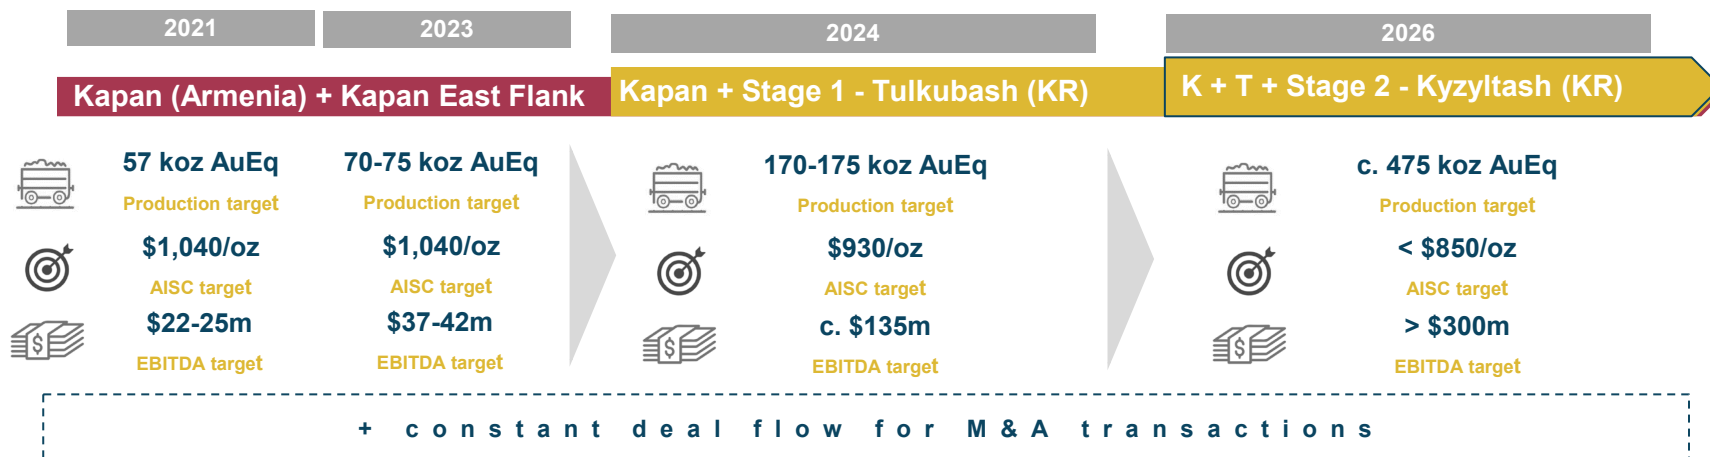 2021
2023
2024
2026
Kapan (Armenia) + Kapan East Flank
Kapan + Stage 1 - Tulkubash (KR)
K + T + Stage 2 - Kyzyltash (KR)
57 koz AuEq
Production target
$1,040/oz
AISC target
$22-25m
EBITDA target
70-75 koz AuEq
Production target
$1,040/oz
AISC target
$37-42m
EBITDA target
170-175 koz AuEq
Production target
$930/oz
AISC target
c. $135m
EBITDA target
c. 475 koz AuEq
Production target
< $850/oz
AISC target
> $300m
EBITDA target
+ constant deal flow for M&A transactions